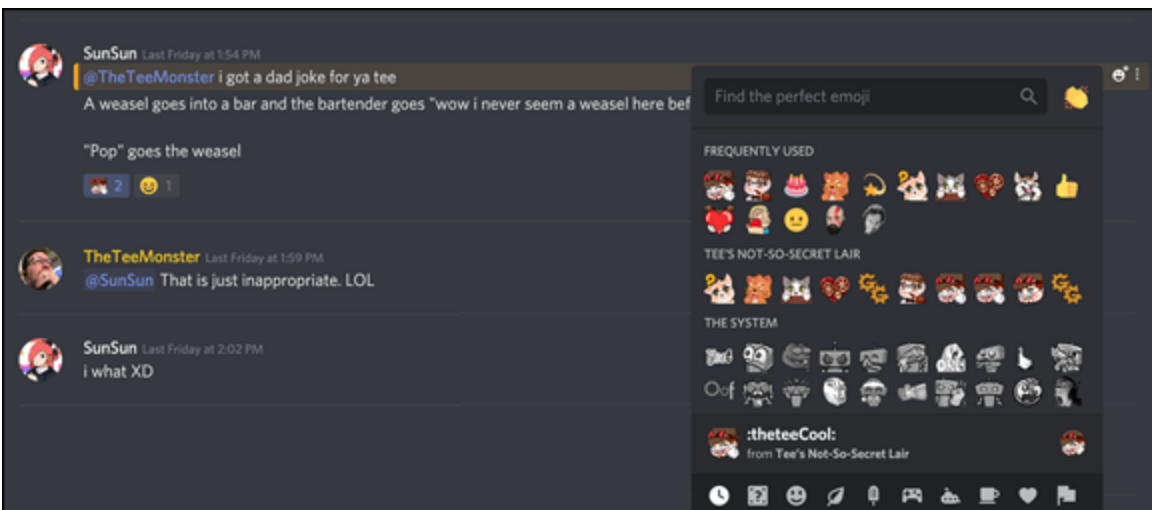 SunSun Last Friday at 1:54 PM
@TheTeeMonster i got a dad joke for ya tee
A weasel goes into a bar and the bartender goes "wow i never seem a weasel here bef
"Pop" goes the weasel
2 1
TheTeeMonster Last Friday at 1:59 PM
@SunSun That is just inappropriate. LOL
SunSun Last Friday at 2:02 PM
i what XD
Find the perfect emoji
FREQUENTLY USED
TEE'S NOT-SO-SECRET LAIR
GG GG
THE SYSTEM
Oof
:theteeCool:
from Tee's Not-So-Secret Lair